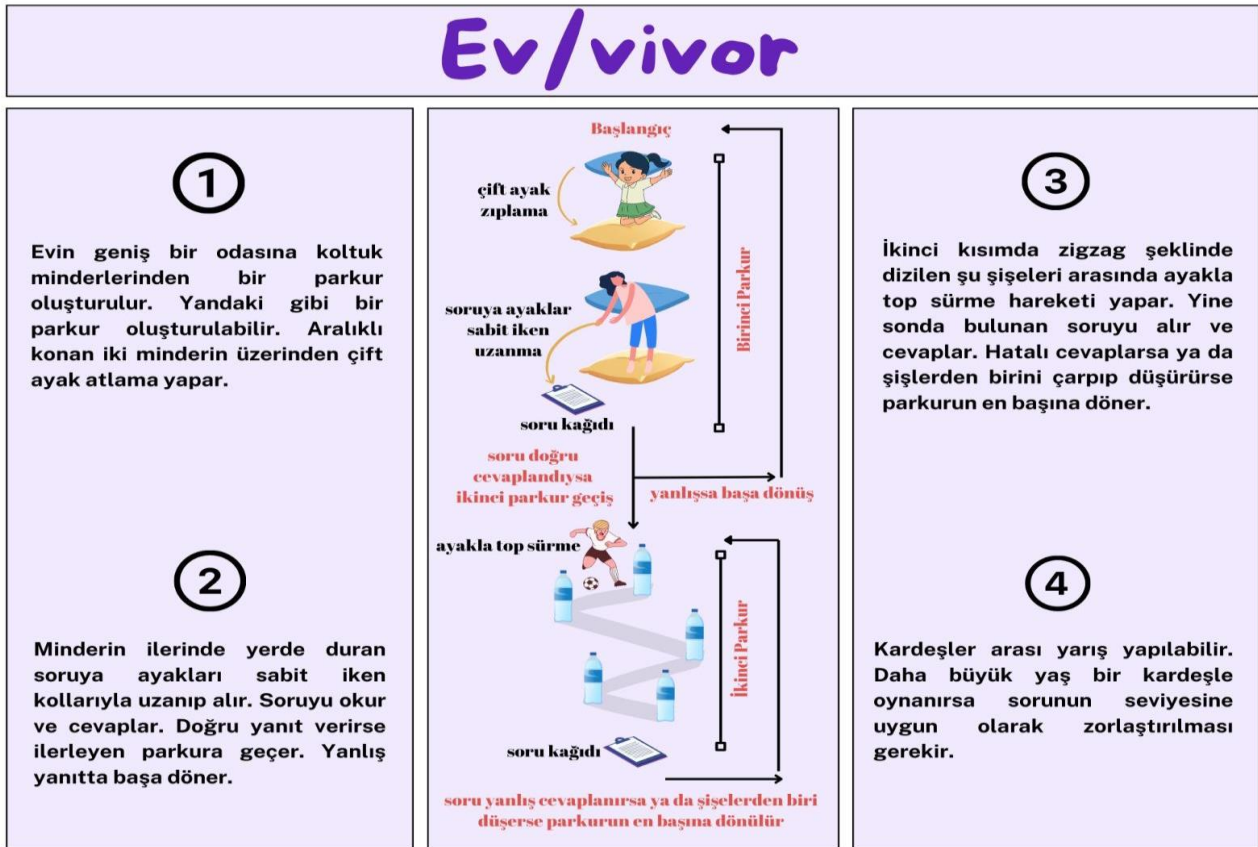 Ev/vivor
1
Evin geniş bir odasına koltuk
minderlerinden bir parkur
oluşturulur. Yandaki gibi bir
parkur oluşturulabilir. Aralıklı
konan iki minderin üzerinden çift
ayak atlama yapar.
2
Minderin ilerinde yerde duran
soruya ayakları sabit iken
kollarıyla uzanıp alır. Soruyu okur
ve cevaplar. Doğru yanıt verirse
ilerleyen parkura geçer. Yanlış
yanıtta başa döner.
Başlangıç
çift ayak
zıplama
soruya ayaklar
sabit iken
uzanma
Birinci Parkur
soru kağıdı
soru doğru
cevaplandıysa
ikinci parkur geçiş
yanlışsa başa dönüş
ayakla top sürme
İkinci Parkur
soru kağıdı
soru yanlış cevaplanırsa ya da şişelerden biri
düşerse parkurun en başına dönülür
3
İkinci kısımda zigzag şeklinde
dizilen şu şişeleri arasında ayakla
top sürme hareketi yapar. Yine
sonda bulunan soruyu alır ve
cevaplar. Hatalı cevaplarsa ya da
şişlerden birini çarpıp düşürürse
parkurun en başına döner.
4
Kardeşler arası yarış yapılabilir.
Daha büyük yaş bir kardeşle
oynanırsa sorunun seviyesine
uygun olarak zorlaştırılması
gerekir.